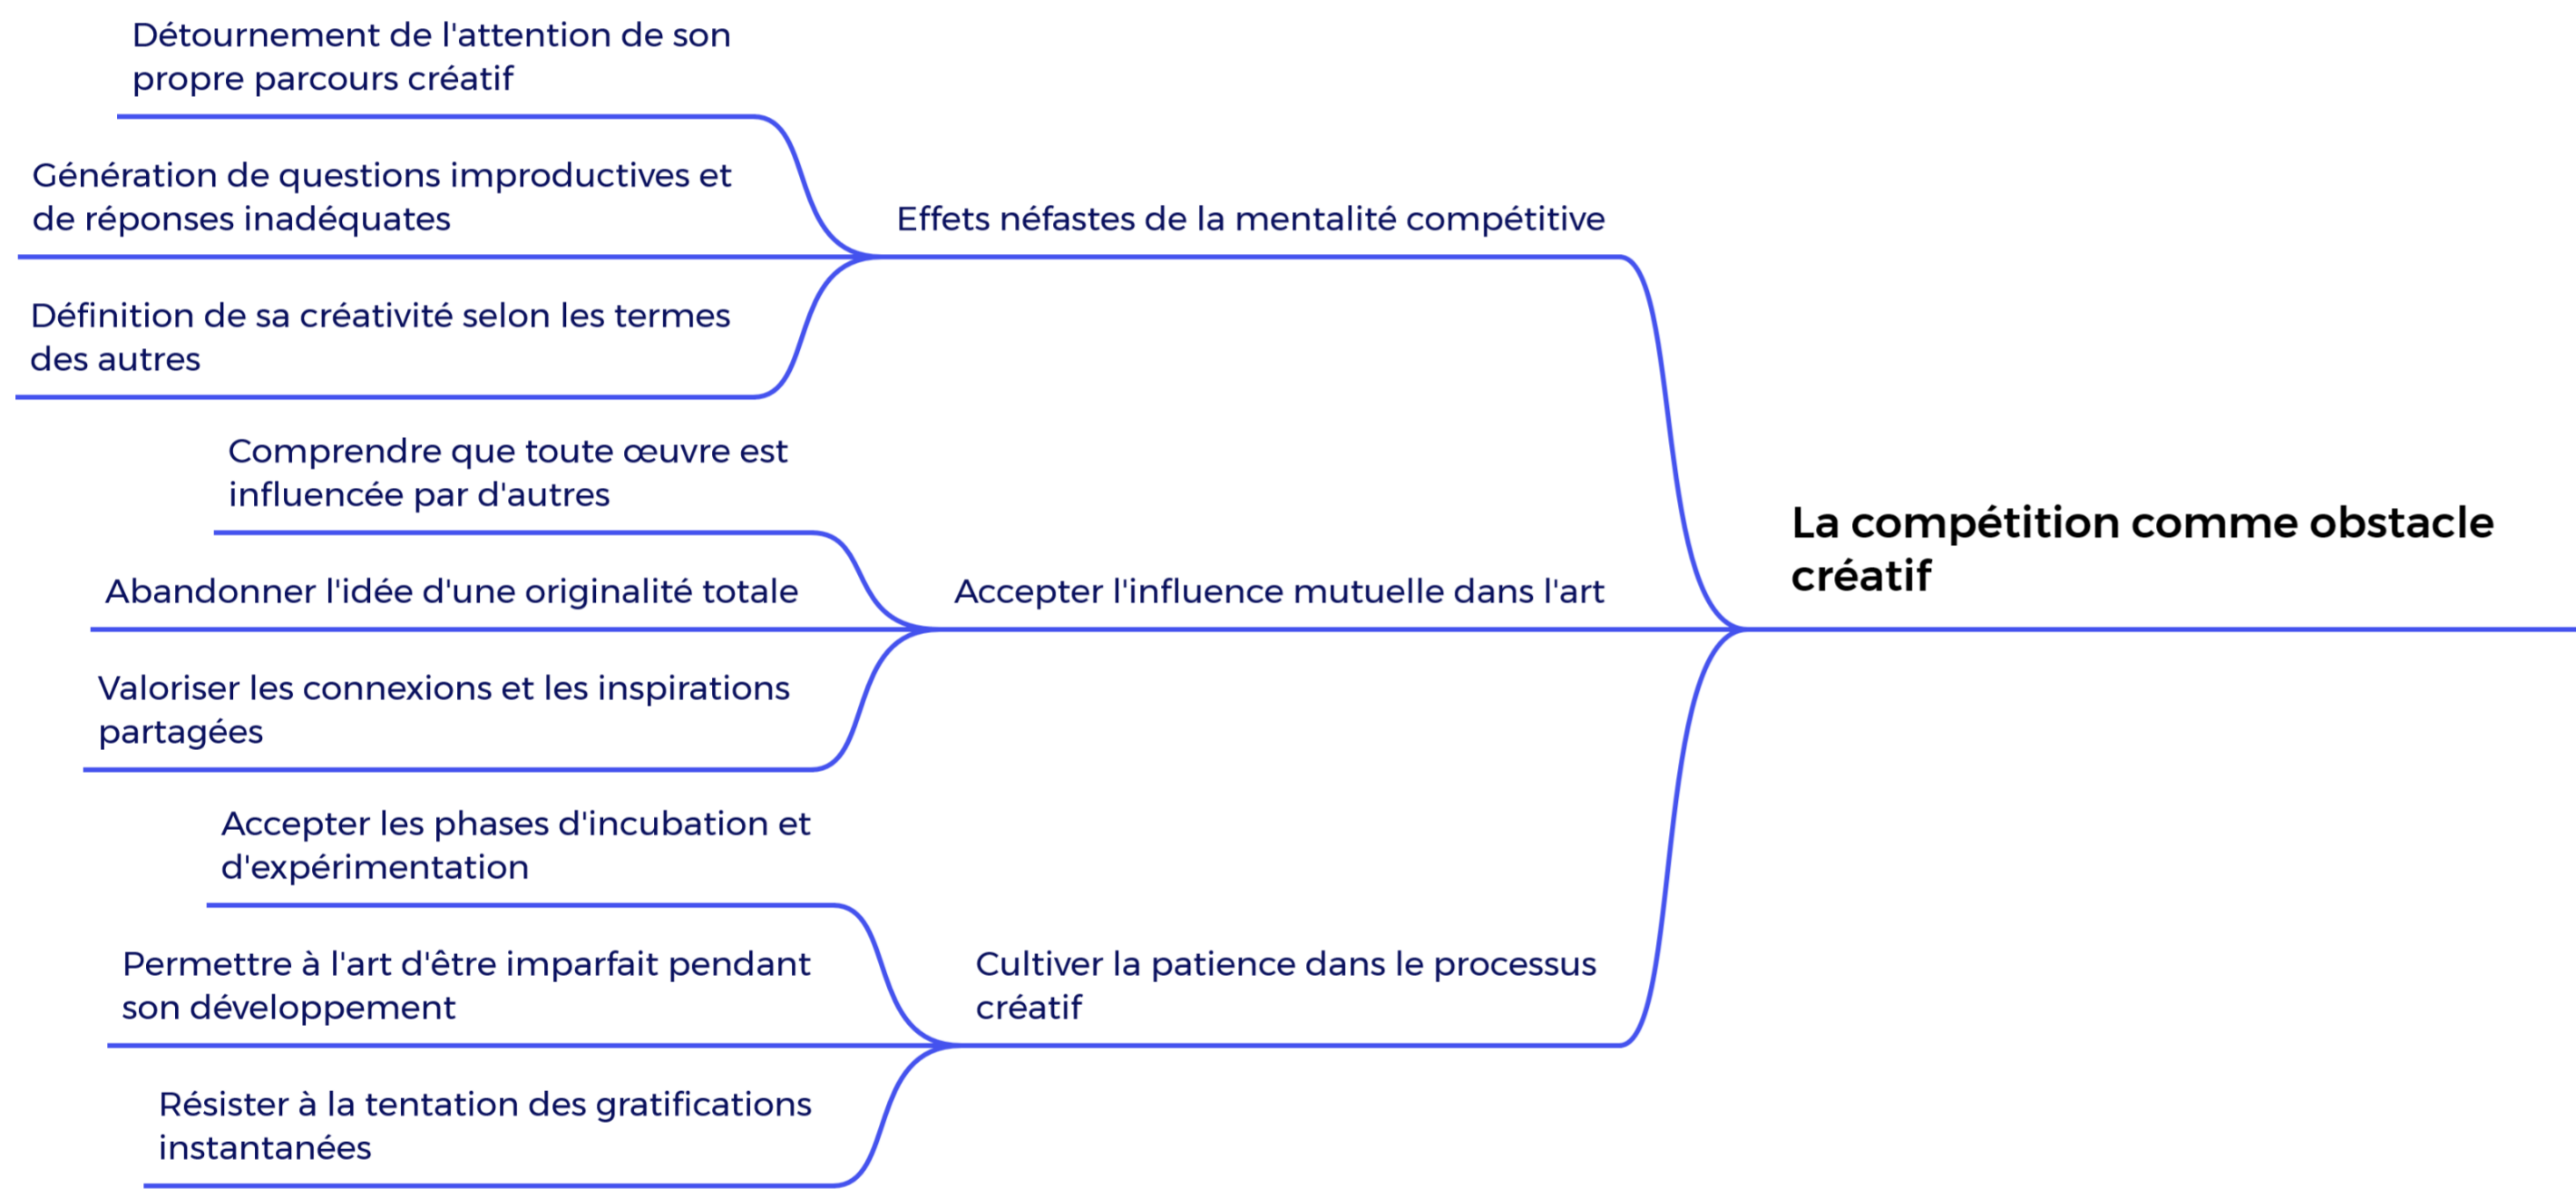 Détournement de l'attention de son
propre parcours créatif
Génération de questions improductives et
de réponses inadéquates
Définition de sa créativité selon les termes
des autres
Effets néfastes de la mentalité compétitive
Comprendre que toute œuvre est
influencée par d'autres
Abandonner l'idée d'une originalité totale
Valoriser les connexions et les inspirations
partagées
Accepter l'influence mutuelle dans l'art
Accepter les phases d'incubation et
d'expérimentation
Permettre à l'art d'être imparfait pendant
son développement
Résister à la tentation des gratifications
instantanées
Cultiver la patience dans le processus
créatif
La compétition comme obstacle
créatif